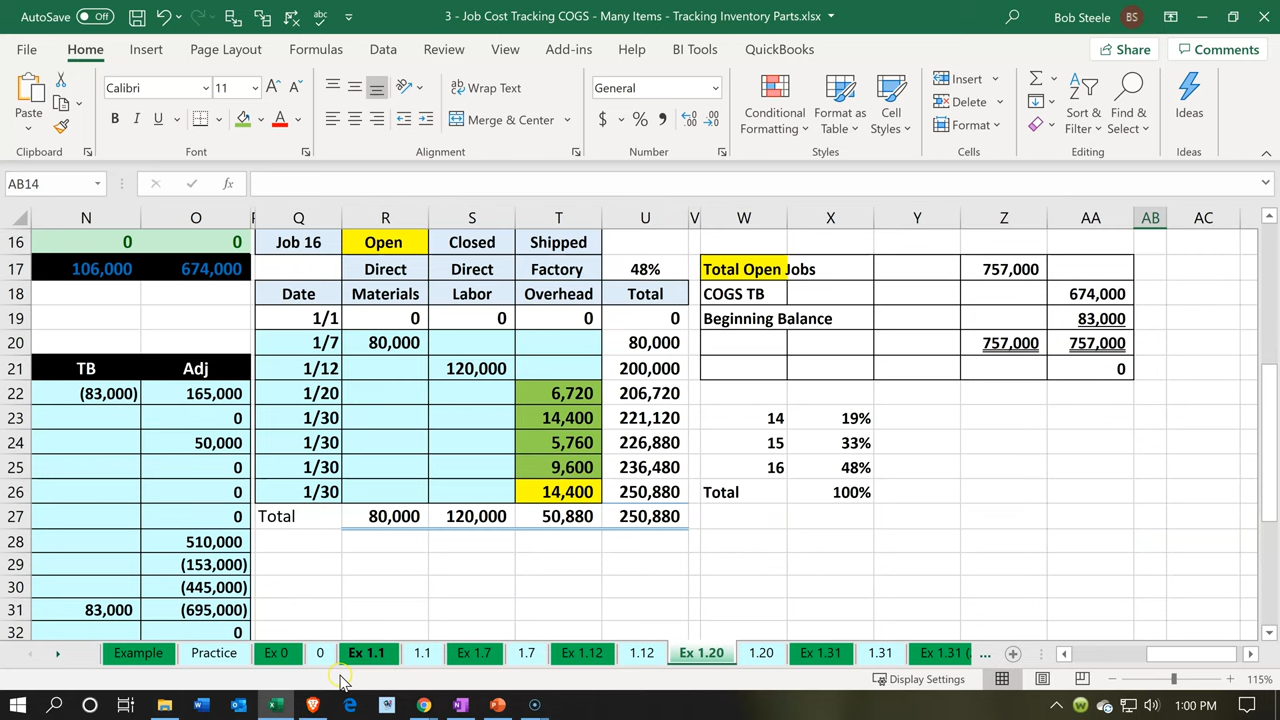 AutoSave Off 3 - Job Cost Tracking COGS - Many Items - Tracking Inventory Parts.xlsx Bob Steele BS
File Home Insert Page Layout Formulas Data Review View Add-ins Help BI Tools QuickBooks Share Comments
Paste Calibri 11 Wrap Text General Conditional Formatting Format as Table Cell Styles Insert Sort & Filter Find & Select Ideas
B I U A Merge & Center $ % Delete
Format
Clipboard Font Alignment Number Styles Cells Editing Ideas
AB14 fx
N O F Q R S T U V W X Y Z AA AB AC
16 0 0 Job 16 Open Closed Shipped
17 106,000 674,000 Direct Direct Factory 48% Total Open Jobs 757,000
18 Date Materials Labor Overhead Total COGS TB 674,000
19 1/1 0 0 0 0 Beginning Balance 83,000
20 1/7 80,000 80,000 757,000 757,000
21 TB Adj 1/12 120,000 200,000 0
22 (83,000) 165,000 1/20 6,720 206,720
23 0 1/30 14,400 221,120 14 19%
24 50,000 1/30 5,760 226,880 15 33%
25 0 1/30 9,600 236,480 16 48%
26 0 1/30 14,400 250,880 Total 100%
27 0 Total 80,000 120,000 50,880 250,880
28 510,000
29 (153,000)
30 (445,000)
31 83,000 (695,000)
32 0
Example Practice Ex 0 0 Ex 1.1 1.1 Ex 1.7 1.7 Ex 1.12 1.12 Ex 1.20 1.20 Ex 1.31 1.31 Ex 1.31 (. ...
Display Settings 115%
1:00 PM